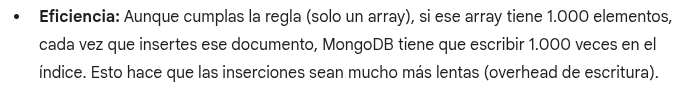 • Eficiencia: Aunque cumplas la regla (solo un array), si ese array tiene 1.000 elementos,
cada vez que insertes ese documento, MongoDB tiene que escribir 1.000 veces en el
índice. Esto hace que las inserciones sean mucho más lentas (overhead de escritura).